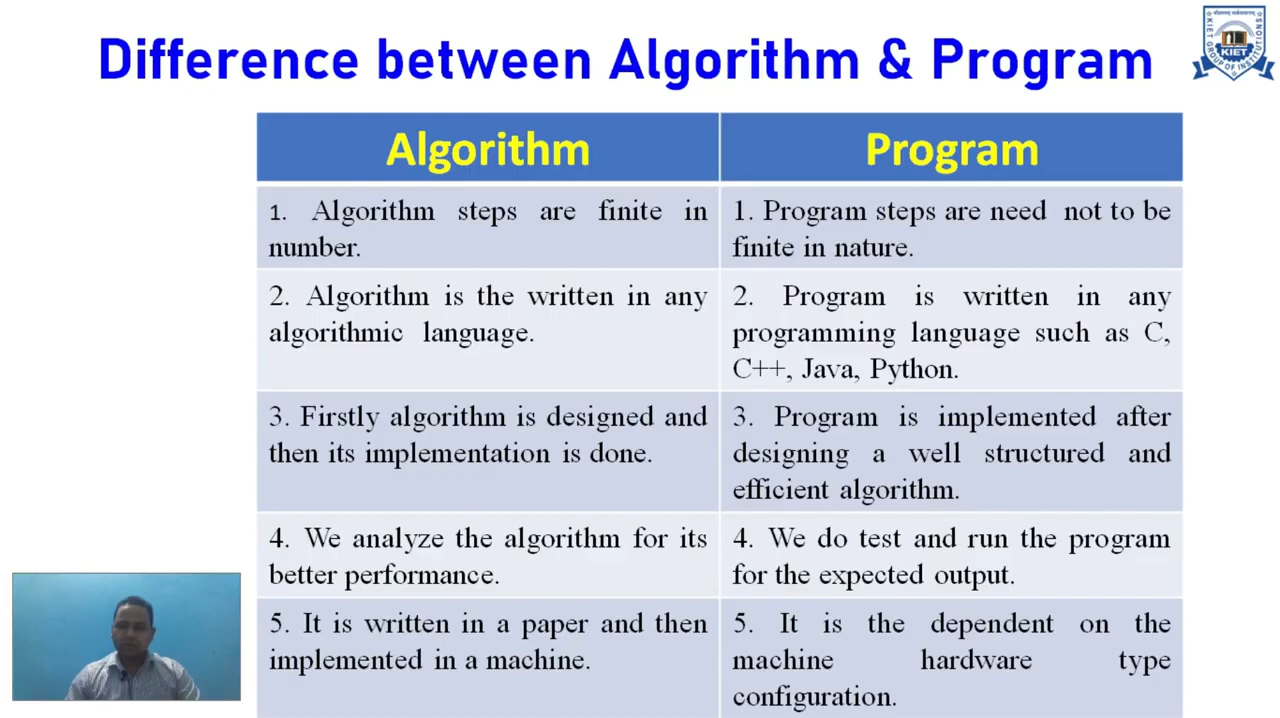 Difference between Algorithm & Program
KIET GROUP OF INSTITUTIONS
KIET
Algorithm
Program
1. Algorithm steps are finite in
number.
1. Program steps are need not to be
finite in nature.
2. Algorithm is the written in any
algorithmic language.
2. Program is written in any
programming language such as C,
C++, Java, Python.
3. Firstly algorithm is designed and
then its implementation is done.
3. Program is implemented after
designing a well structured and
efficient algorithm.
4. We analyze the algorithm for its
better performance.
4. We do test and run the program
for the expected output.
5. It is written in a paper and then
implemented in a machine.
5. It is the dependent on the
machine hardware type
configuration.